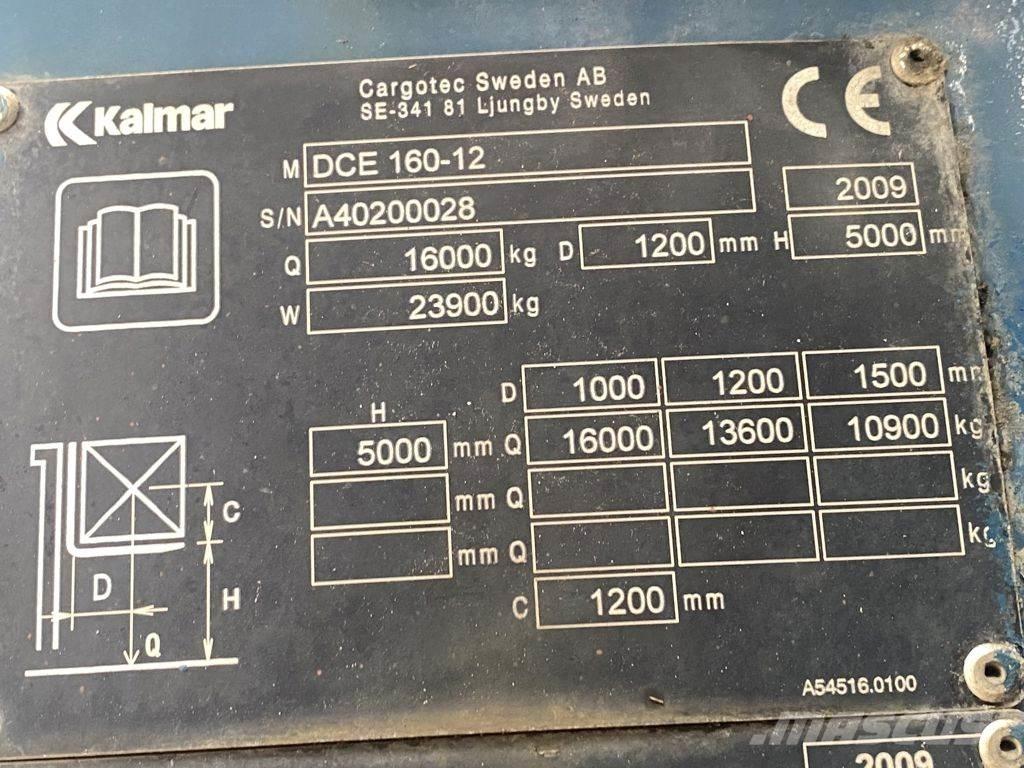 Kalmar
Cargotec Sweden AB
SE-341 81 Ljungby Sweden
CE
M DCE 160-12
S/N A40200028 2009
Q 16000 kg D 1200 mm H 5000 mm
W 23900 kg
H D 1000 1200 1500 mm
5000 mm Q 16000 13600 10900 kg
mm Q kg
mm Q kg
C 1200 mm
C
D H
Q
A54516.0100
MASCUS
2009